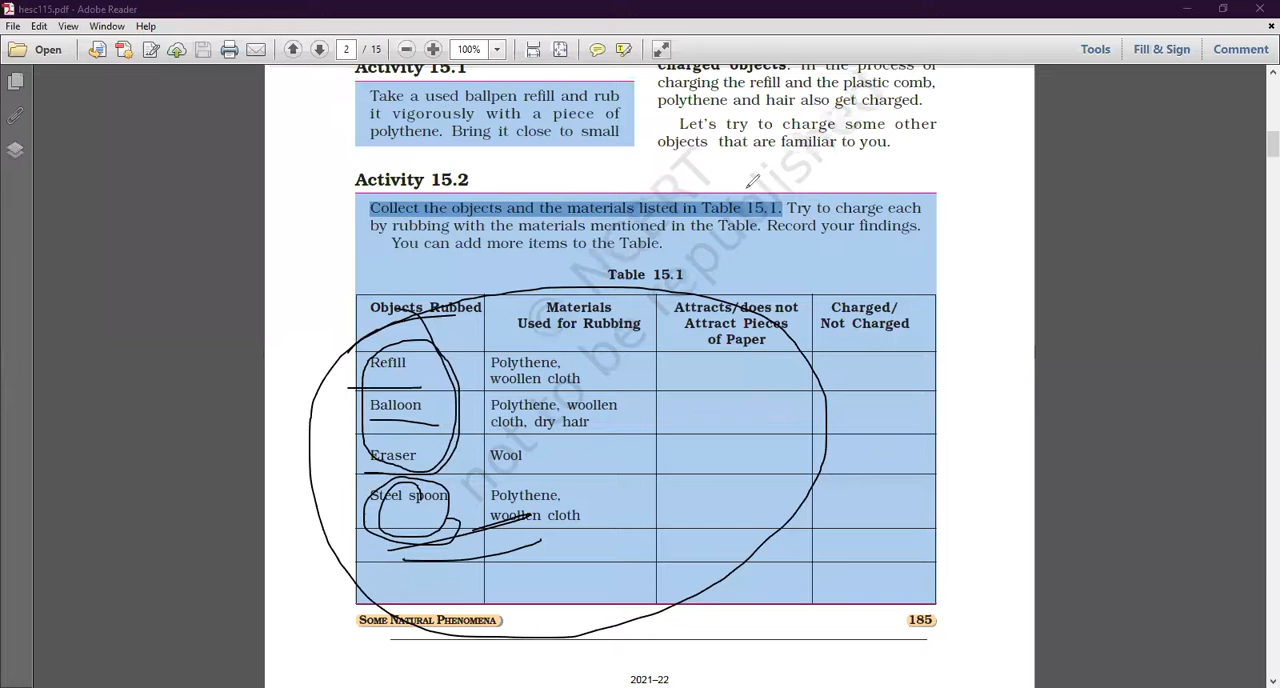 hesc115.pdf - Adobe Reader
File Edit View Window Help
Open 2 / 15 100% Tools Fill & Sign Comment
Activity 15.1
Take a used ballpen refill and rub
it vigorously with a piece of
polythene. Bring it close to small
charged objects. In the process of
charging the refill and the plastic comb,
polythene and hair also get charged.
Let's try to charge some other
objects that are familiar to you.
Activity 15.2
Collect the objects and the materials listed in Table 15.1. Try to charge each
by rubbing with the materials mentioned in the Table. Record your findings.
You can add more items to the Table.
Table 15.1
Objects Rubbed
Materials
Used for Rubbing
Attracts/does not
Attract Pieces
of Paper
Charged/
Not Charged
Refill
Polythene,
woollen cloth
Balloon
Polythene, woollen
cloth, dry hair
Eraser
Wool
Steel spoon
Polythene,
woollen cloth
© NCERT
not to be republished
SOME NATURAL PHENOMENA 185
2021–22